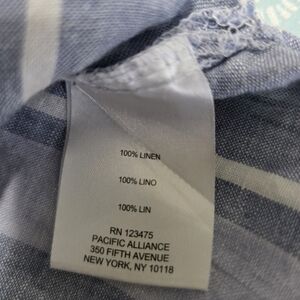 100% LINEN
100% LINO
100% LIN
RN 123475
PACIFIC ALLIANCE
350 FIFTH AVENUE
NEW YORK, NY 10118